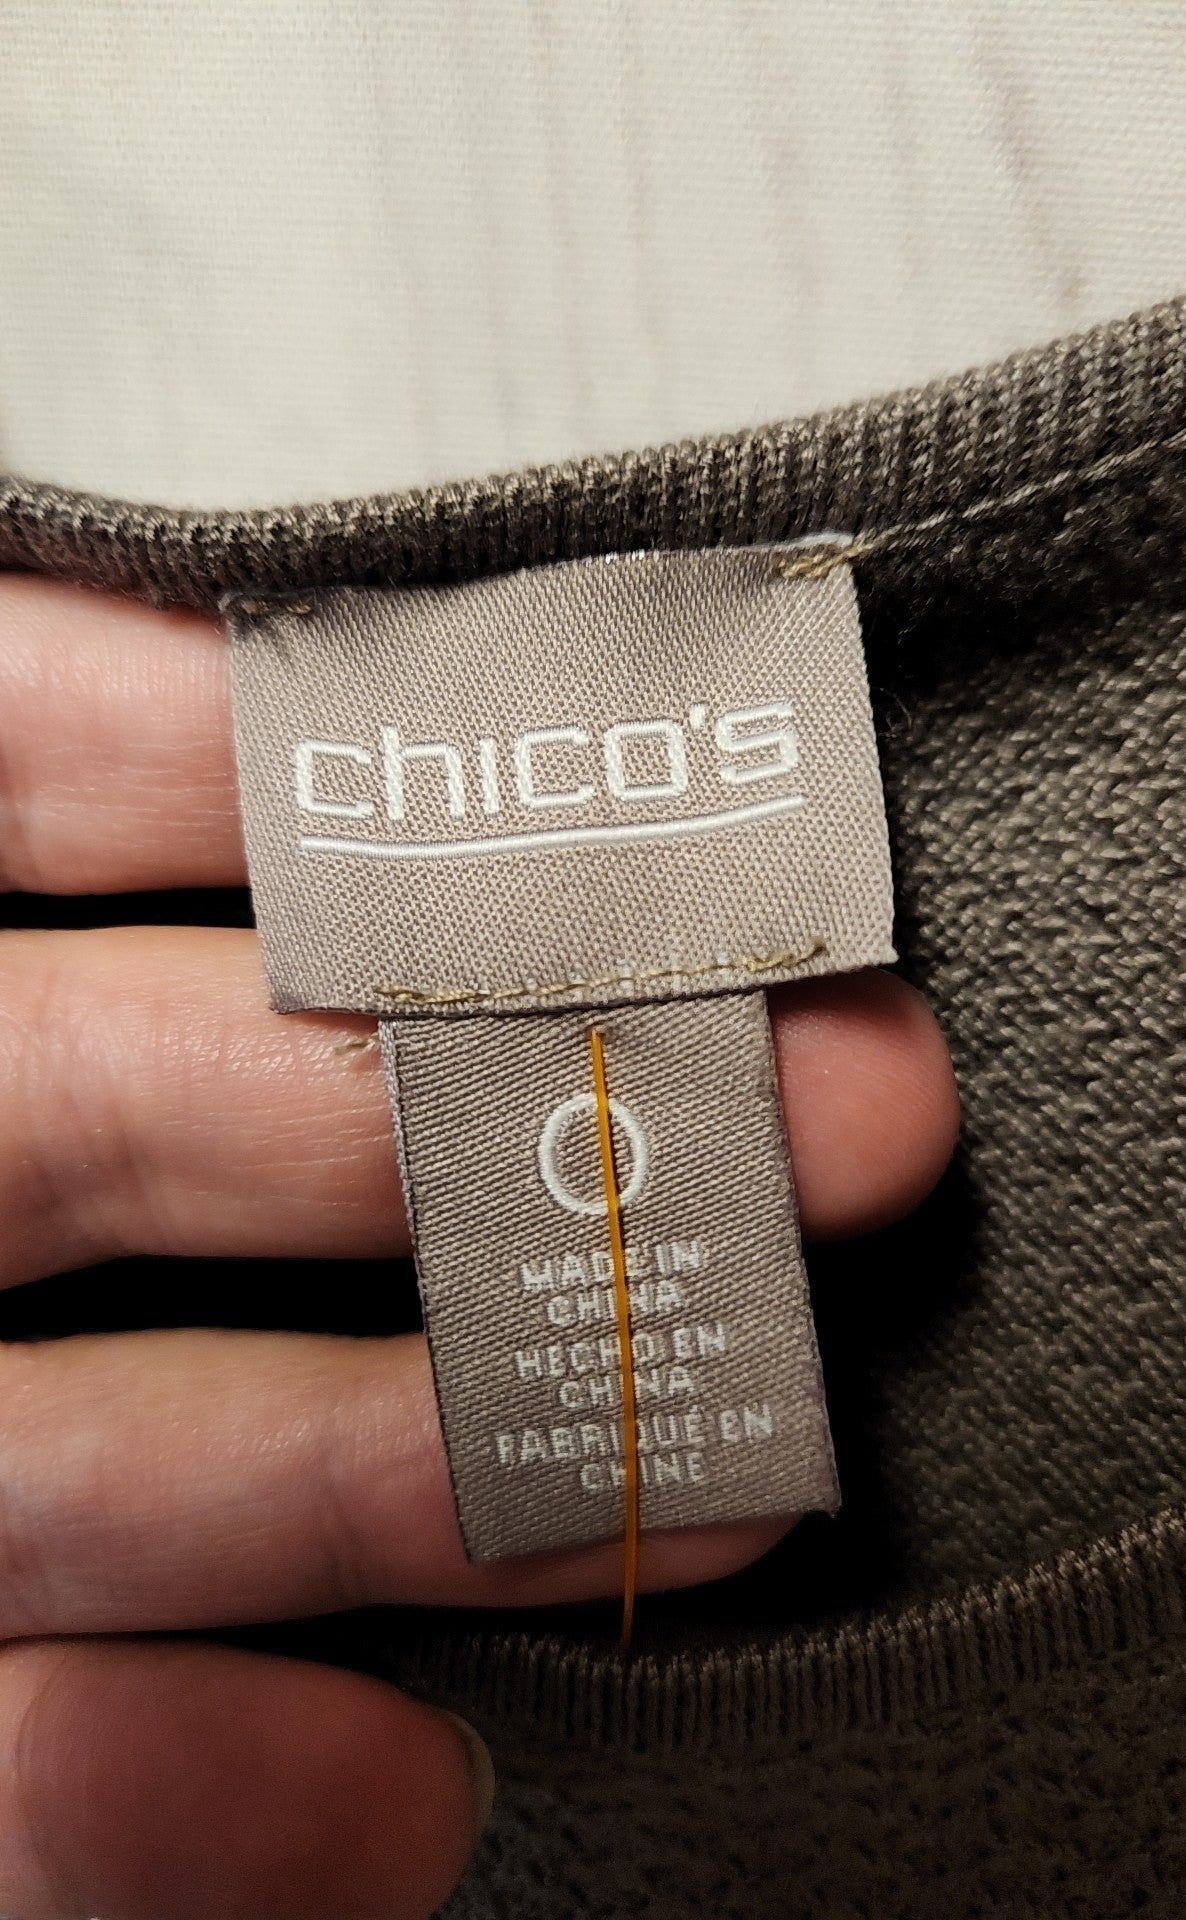 chico's
0
MADE IN
CHINA
HECHO EN
CHINA
FABRIQUÉ EN
CHINE